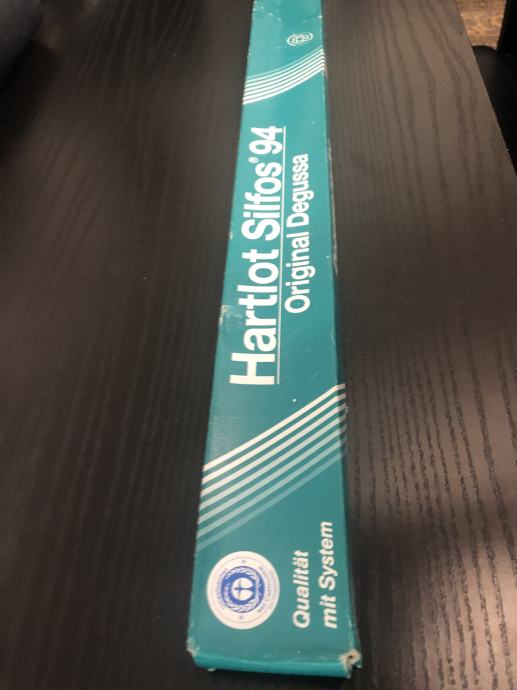 Hartlot Silfos® 94
Original Degussa
Qualität
mit System